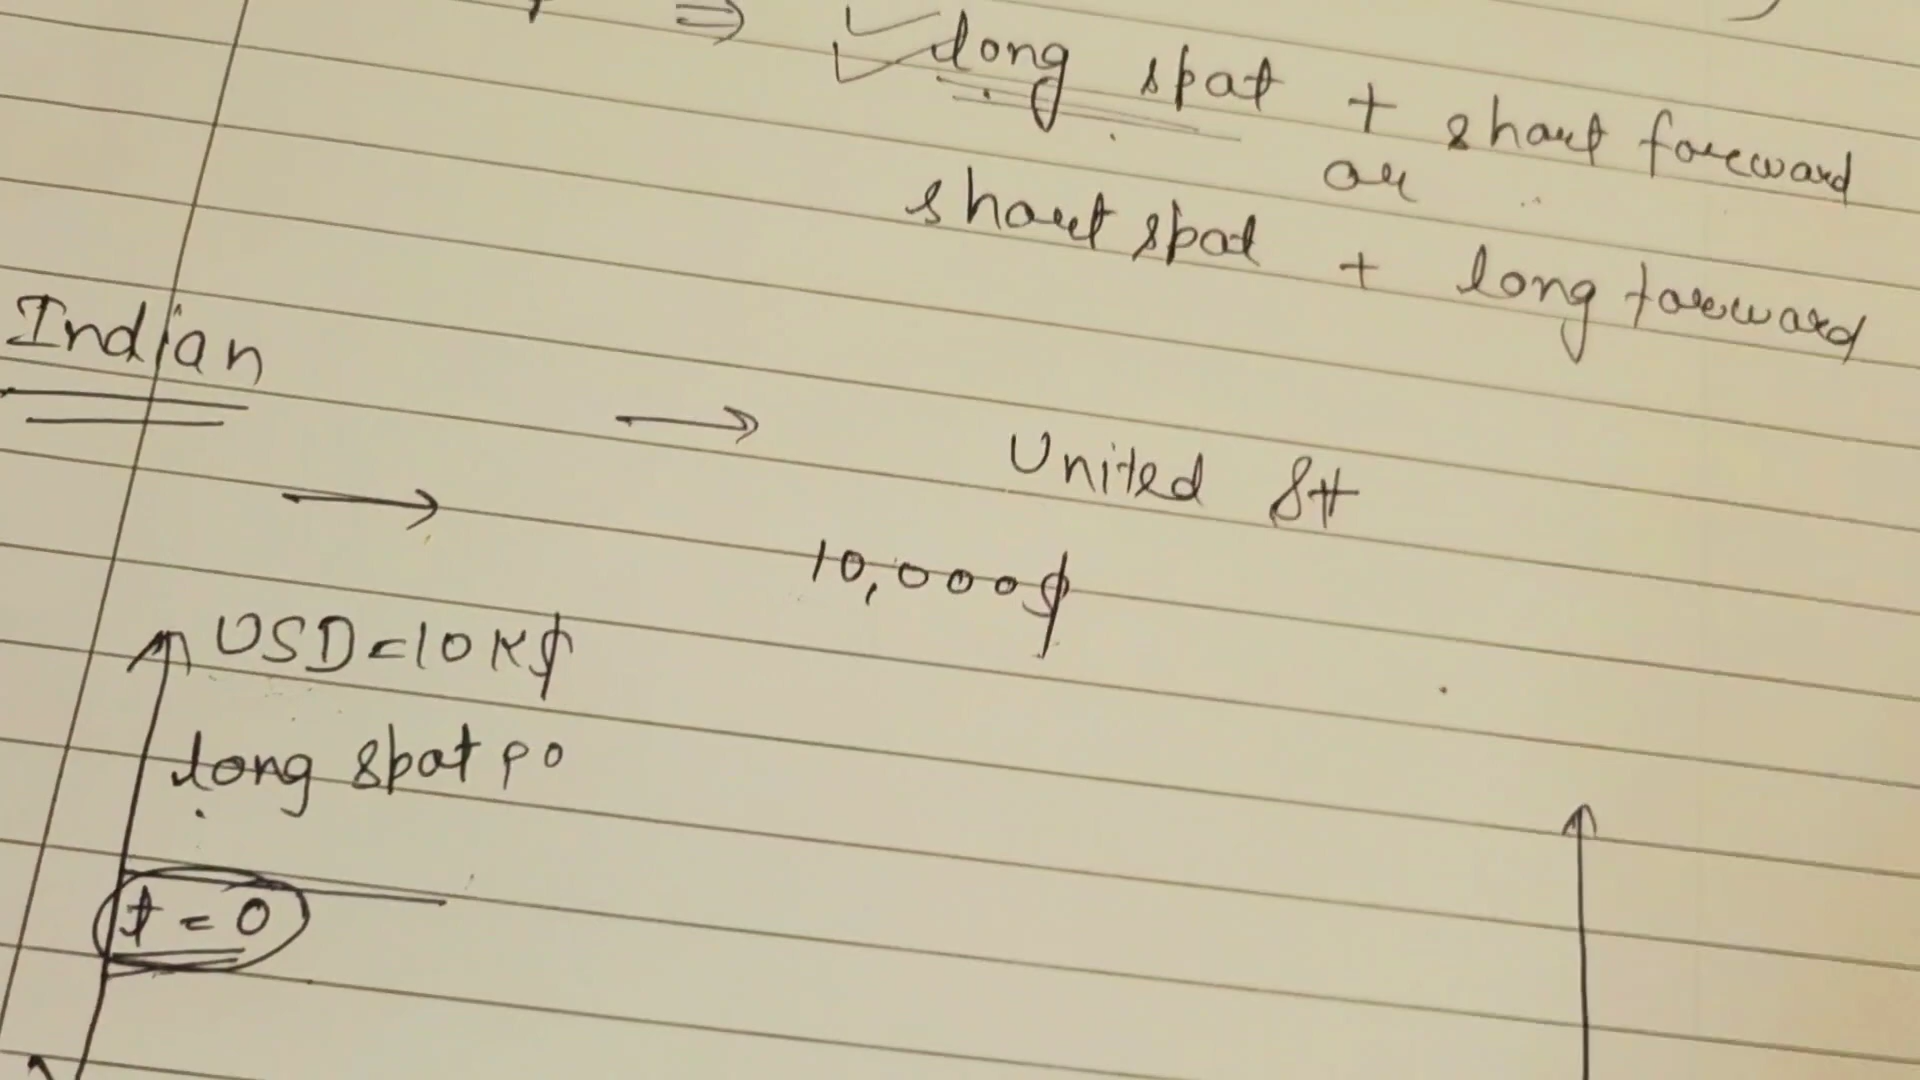 ⇒ long spot + short forward
or
short spot + long forward
Indian
→ United St
→ 10,000$
USD = 10K$
long spot po
t = 0